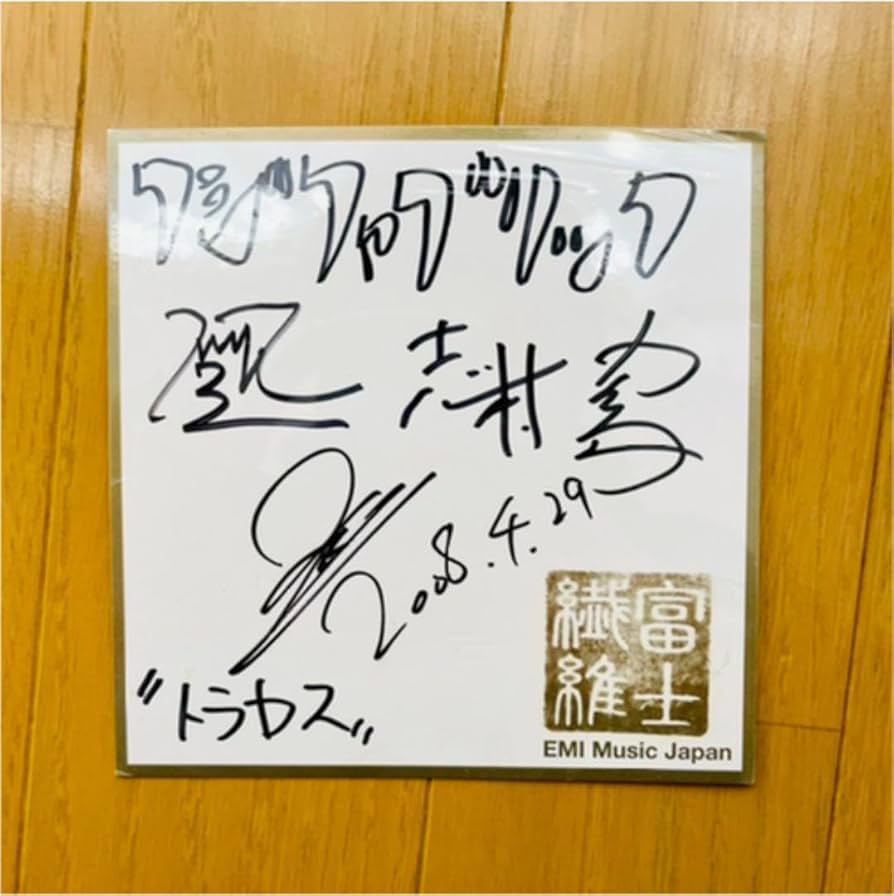 フジファブリック
志村
2008.4.29
"トラカス"
富士
繊維
EMI Music Japan